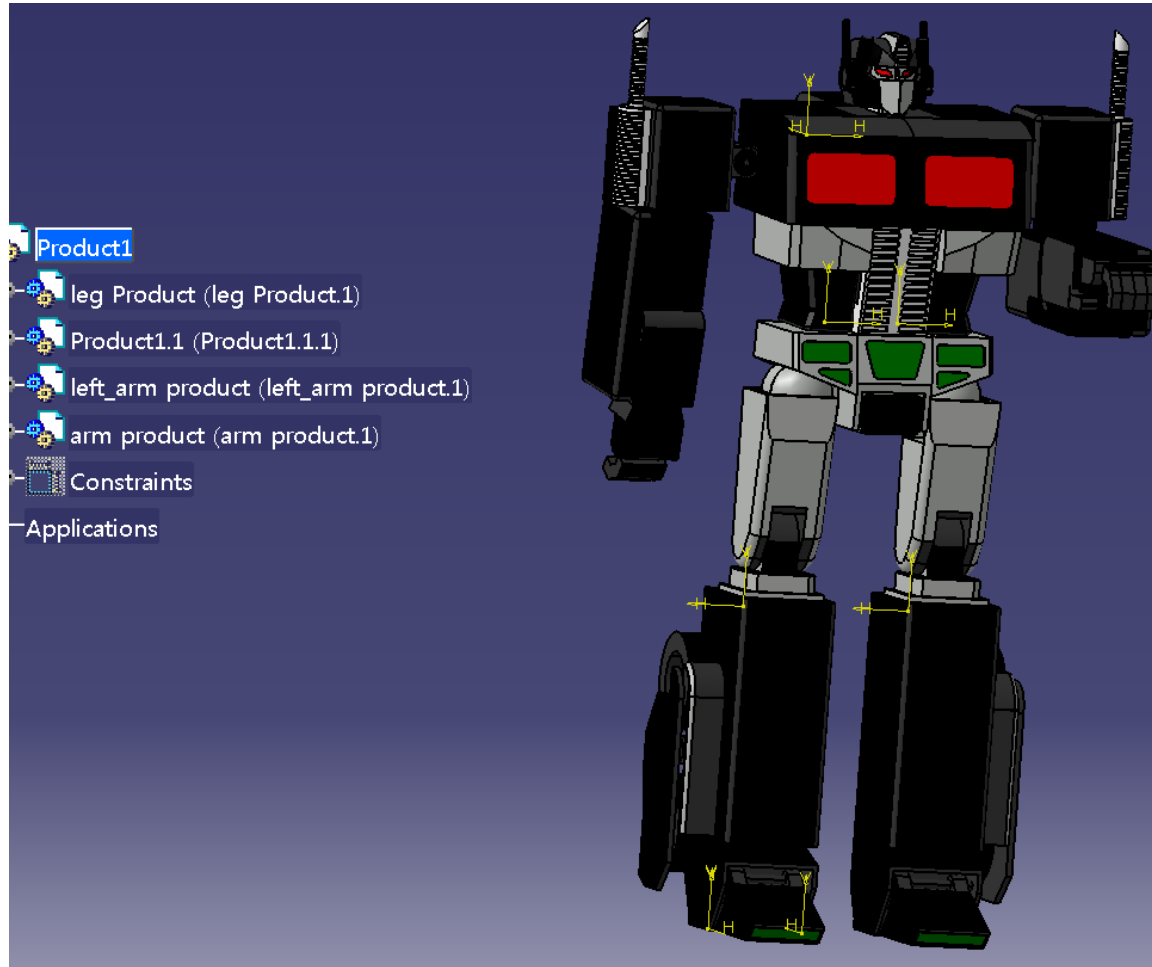 Product1
leg Product (leg Product.1)
Product1.1 (Product1.1.1)
left_arm product (left_arm product.1)
arm product (arm product.1)
Constraints
Applications
V
H
H
V
V
H
H
V
V
H
H
V
V
H
H